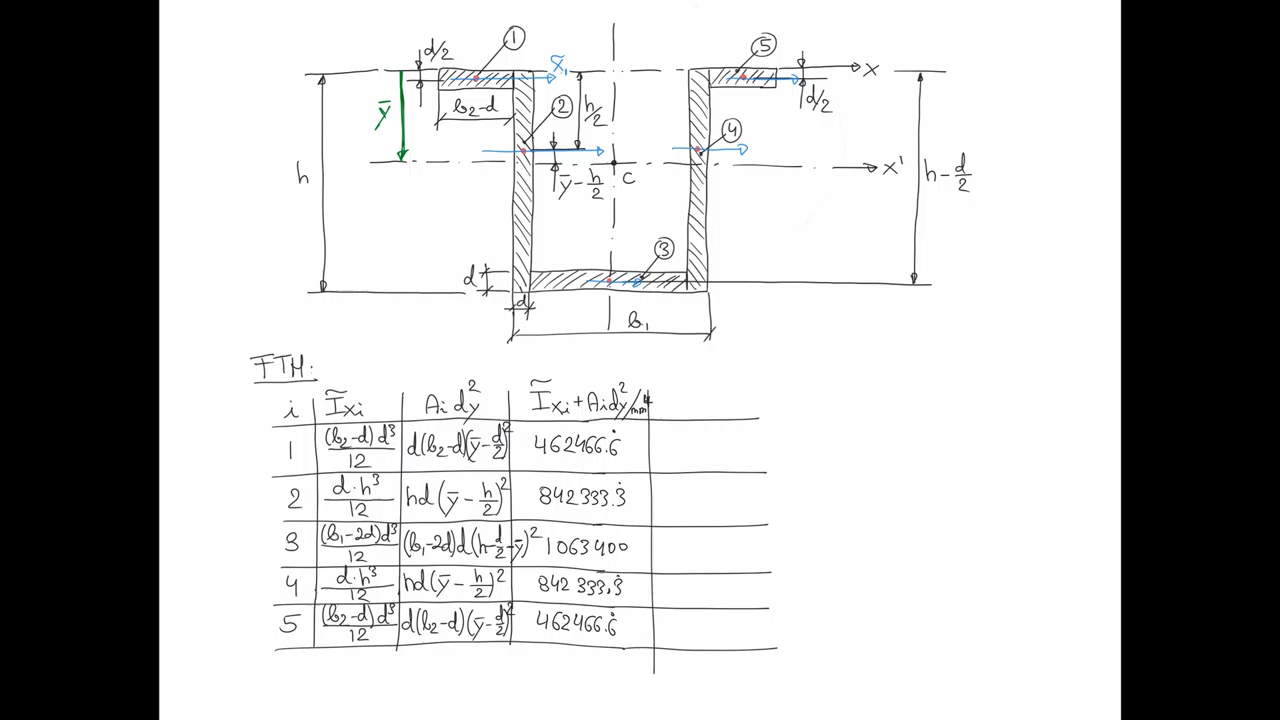 1
5
d/2
x̃₁
x
ȳ
b₂-d
2
h/2
d/2
4
h
ȳ - h/2
C
x'
h - d/2
3
d
d
b₁
FTM:
i | Ĩxi | Ai dy² | Ĩxi + Ai dy² /mm⁴
1 | (b₂-d)d³/12 | d(b₂-d)(ȳ-d/2)² | 462466.6̇
2 | d·h³/12 | hd(ȳ - h/2)² | 842333.3̇
3 | (b₁-2d)d³/12 | (b₁-2d)d(h-d/2-ȳ)² | 1063400
4 | d·h³/12 | hd(ȳ - h/2)² | 842333.3̇
5 | (b₂-d)d³/12 | d(b₂-d)(ȳ-d/2)² | 462466.6̇